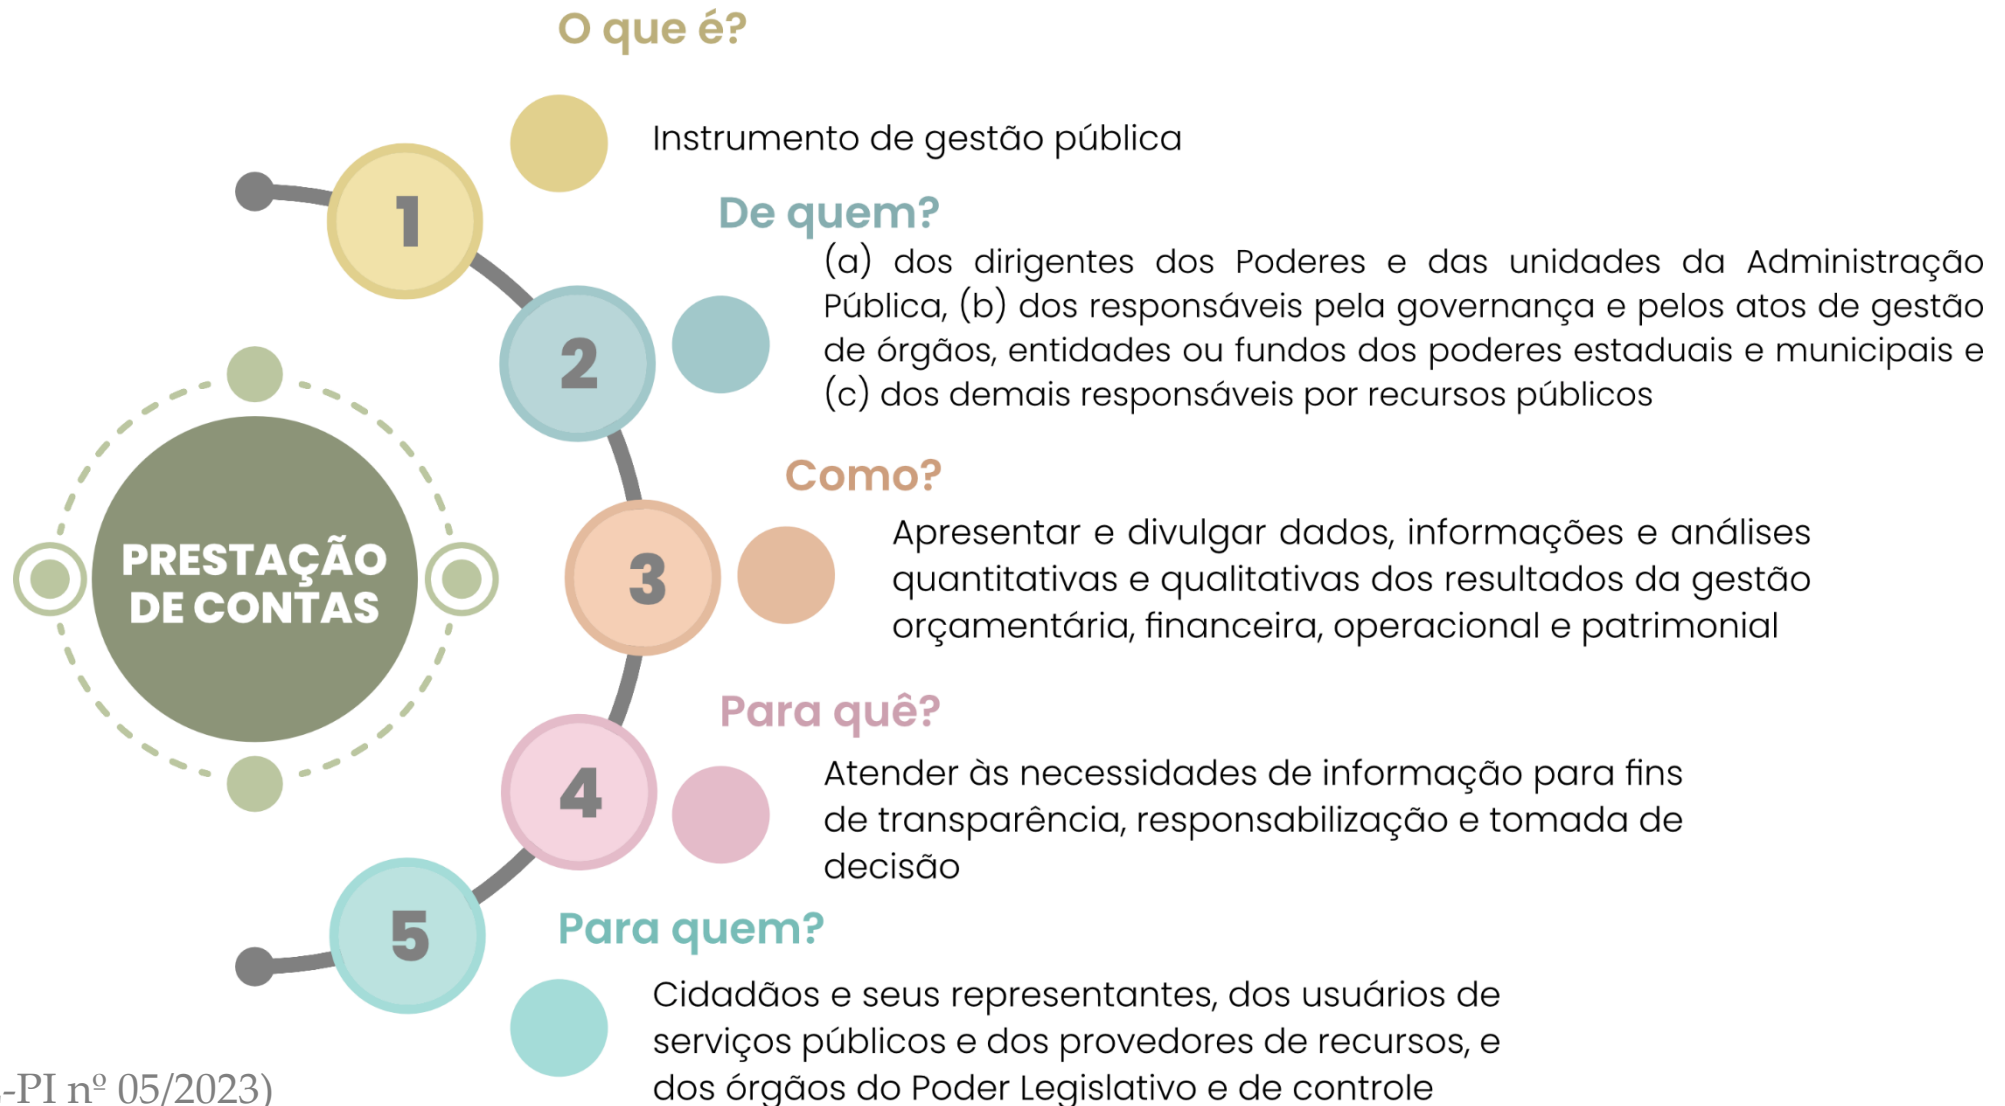 O que é?
Instrumento de gestão pública
1
De quem?
(a) dos dirigentes dos Poderes e das unidades da Administração
Pública, (b) dos responsáveis pela governança e pelos atos de gestão
de órgãos, entidades ou fundos dos poderes estaduais e municipais e
(c) dos demais responsáveis por recursos públicos
2
Como?
Apresentar e divulgar dados, informações e análises
quantitativas e qualitativas dos resultados da gestão
orçamentária, financeira, operacional e patrimonial
3
PRESTAÇÃO
DE CONTAS
Para quê?
Atender às necessidades de informação para fins
de transparência, responsabilização e tomada de
decisão
4
Para quem?
5
Cidadãos e seus representantes, dos usuários de
serviços públicos e dos provedores de recursos, e
dos órgãos do Poder Legislativo e de controle
-PI nº 05/2023)